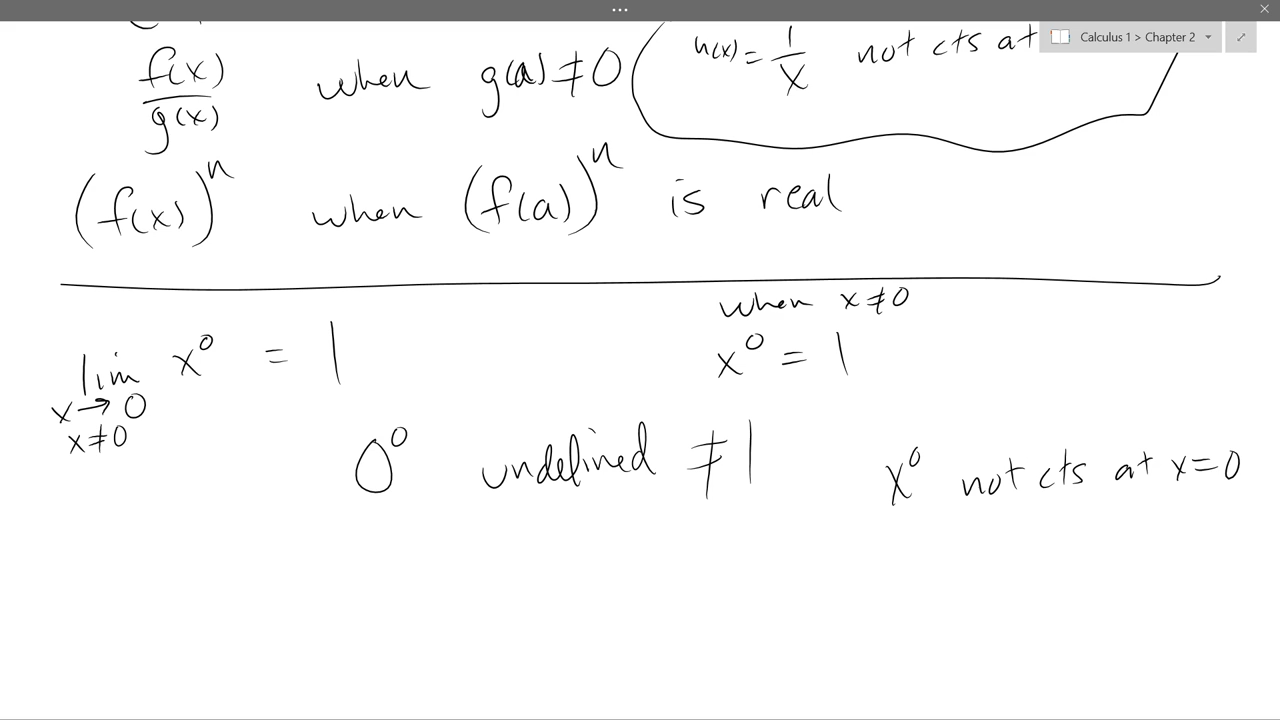 Calculus 1 > Chapter 2
f(x)/g(x) when g(a) ≠ 0
h(x) = 1/x not cts at
(f(x))^n when (f(a))^n is real
lim x→0 x≠0 x^0 = 1
when x ≠ 0
x^0 = 1
0^0 undefined ≠ 1
x^0 not cts at x=0